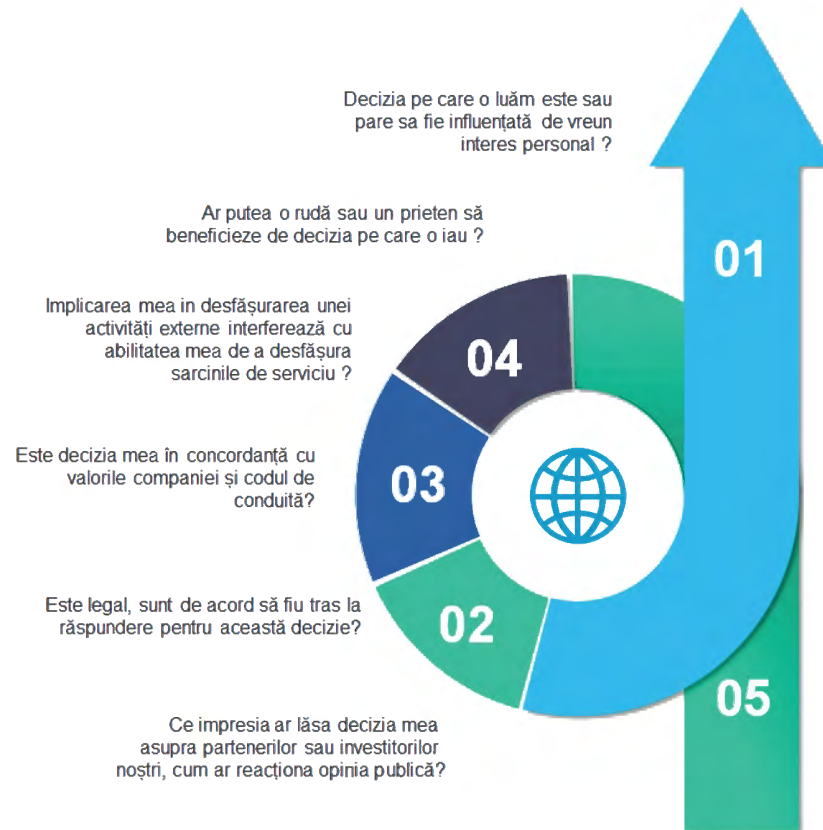 Decizia pe care o luăm este sau
pare sa fie influențată de vreun
interes personal ?
01
Ar putea o rudă sau un prieten să
beneficieze de decizia pe care o iau ?
Implicarea mea in desfășurarea unei
activități externe interferează cu
abilitatea mea de a desfășura
sarcinile de serviciu ?
04
Este decizia mea în concordanță cu
valorile companiei și codul de
conduită?
03
Este legal, sunt de acord să fiu tras la
răspundere pentru această decizie?
02
05
Ce impresia ar lăsa decizia mea
asupra partenerilor sau investitorilor
noștri, cum ar reacționa opinia publică?